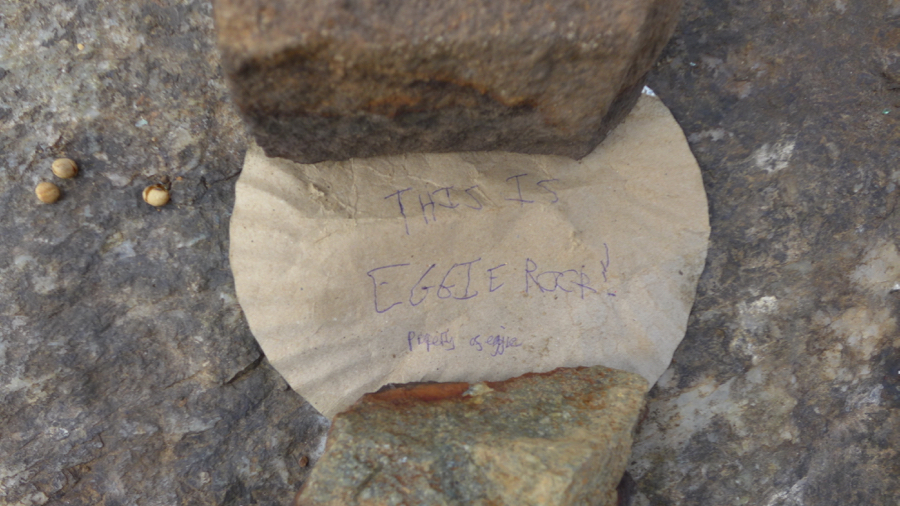 THIS IS
EGGIE ROCK!
property of eggie